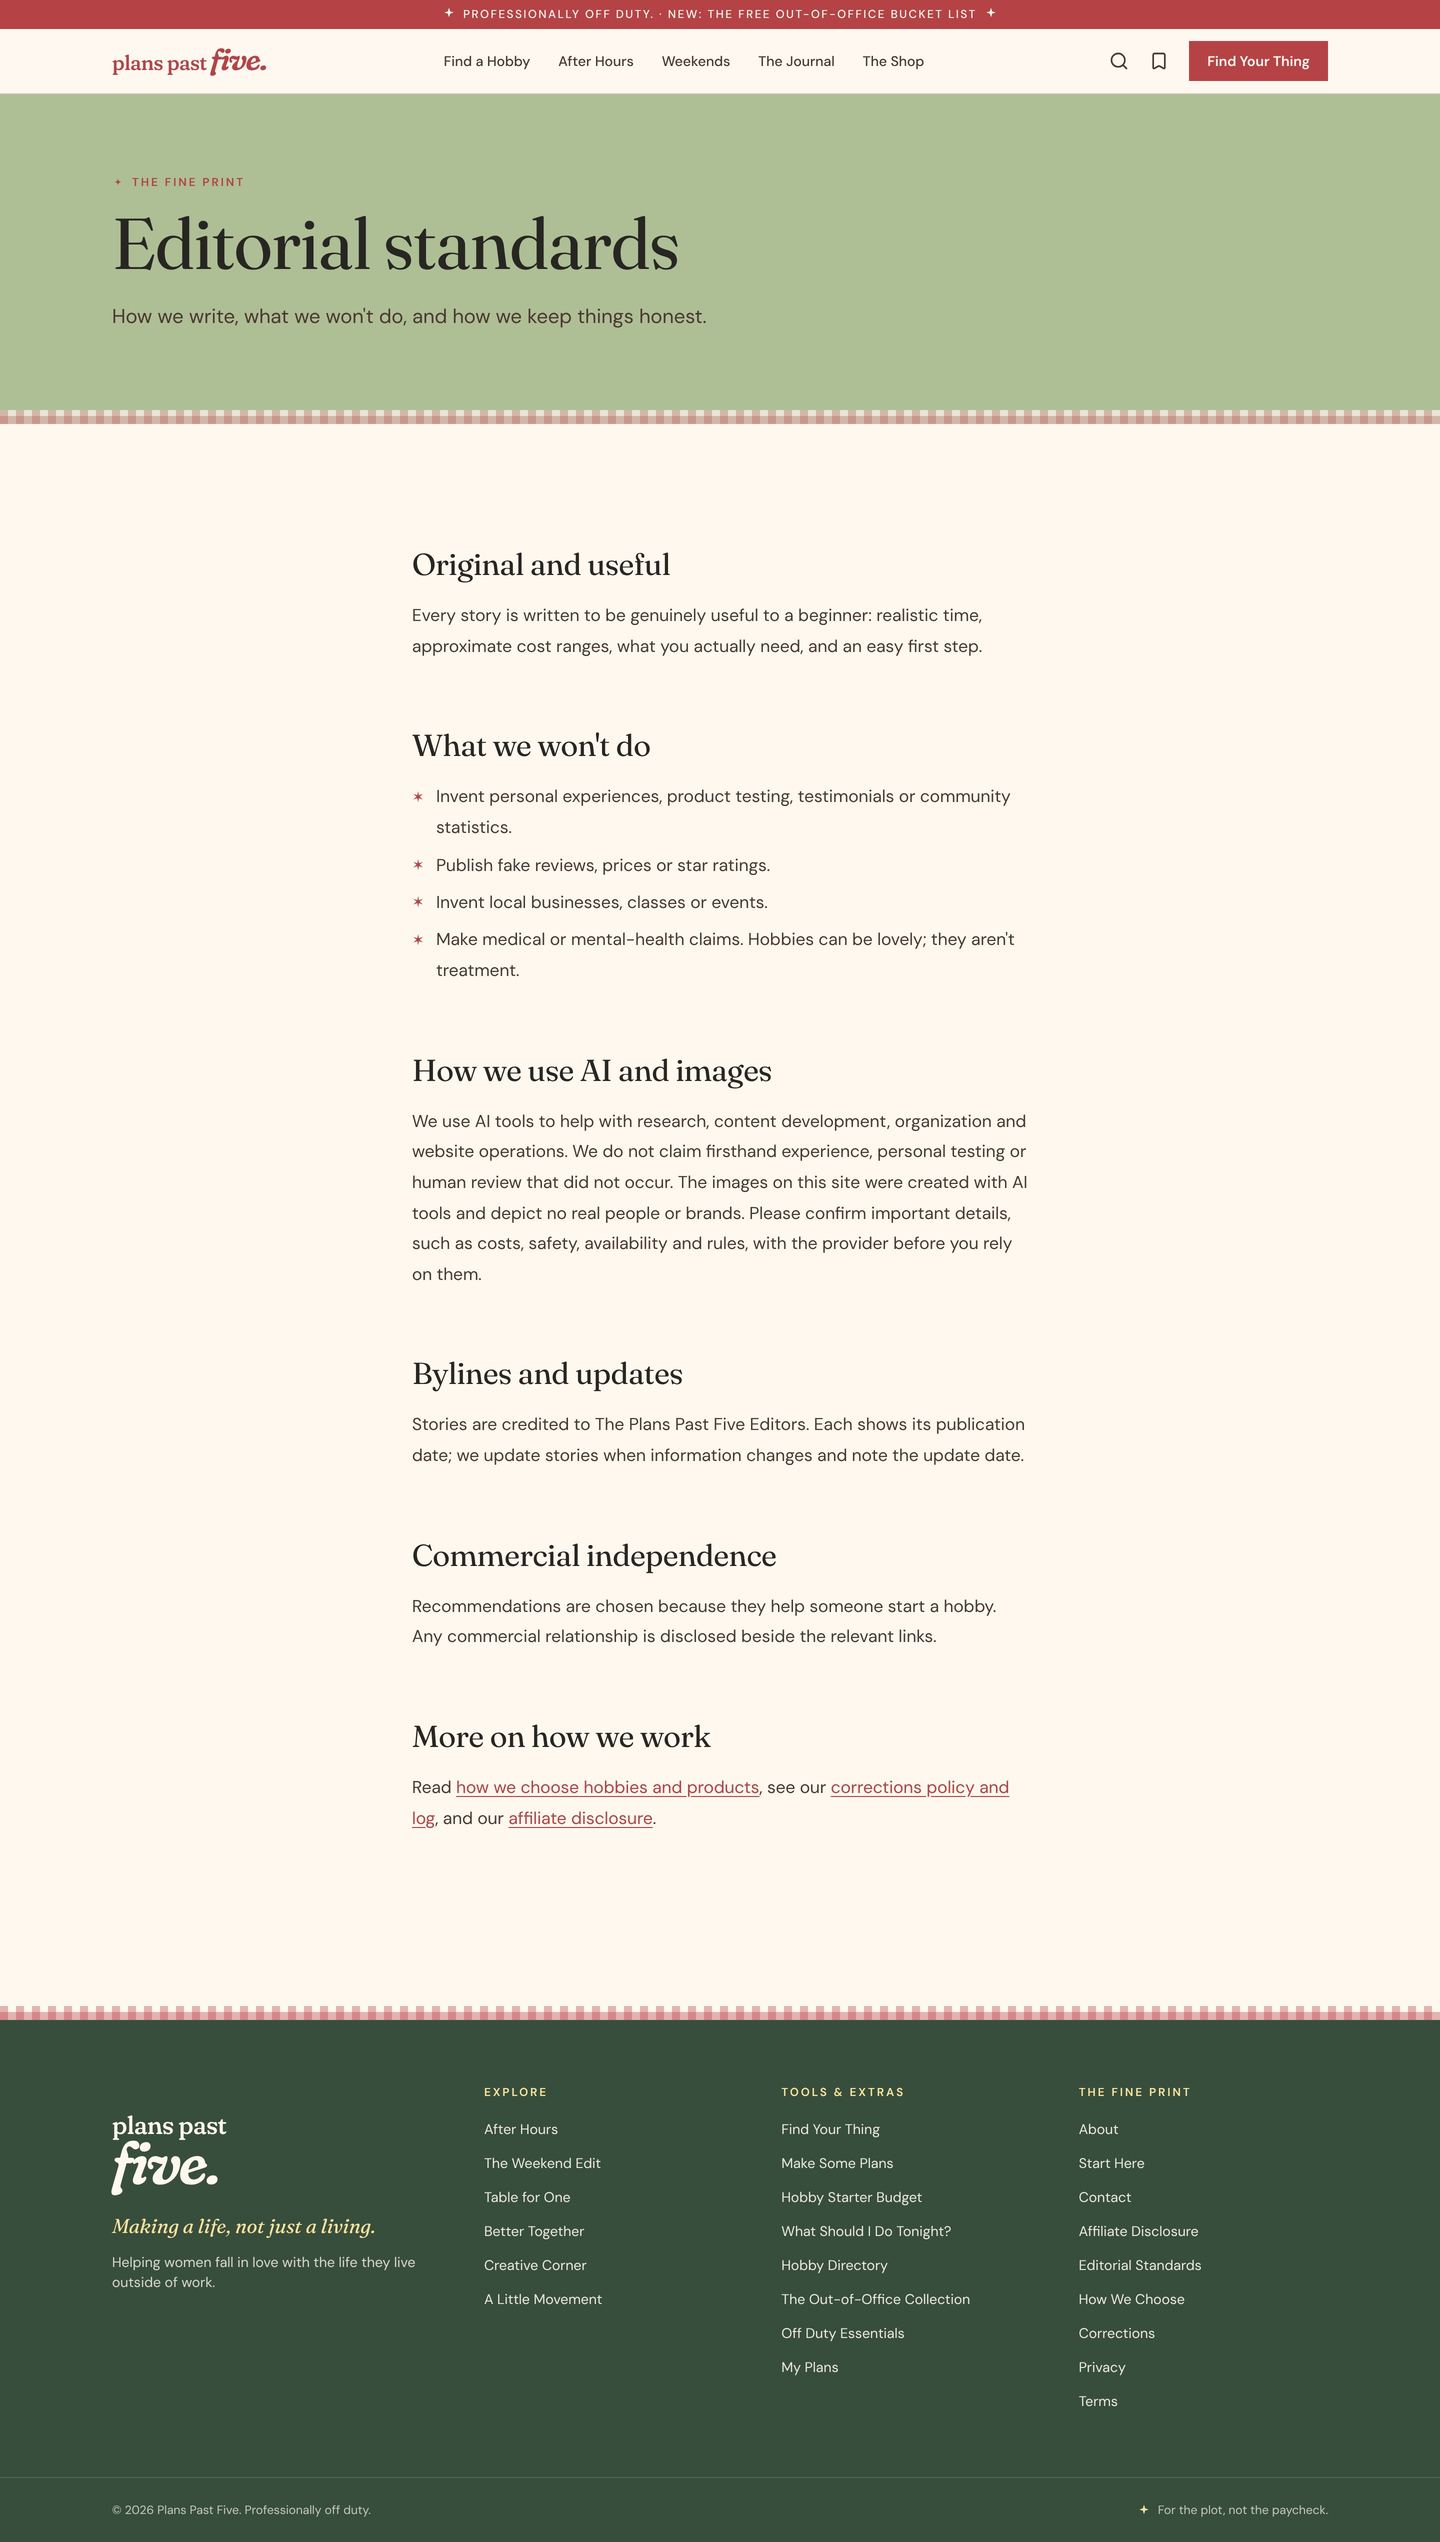 PROFESSIONALLY OFF DUTY. · NEW: THE FREE OUT-OF-OFFICE BUCKET LIST
plans past five.
Find a Hobby
After Hours
Weekends
The Journal
The Shop
Find Your Thing
THE FINE PRINT
Editorial standards
How we write, what we won't do, and how we keep things honest.
Original and useful
Every story is written to be genuinely useful to a beginner: realistic time,
approximate cost ranges, what you actually need, and an easy first step.
What we won't do
Invent personal experiences, product testing, testimonials or community
statistics.
Publish fake reviews, prices or star ratings.
Invent local businesses, classes or events.
Make medical or mental-health claims. Hobbies can be lovely; they aren't
treatment.
How we use AI and images
We use AI tools to help with research, content development, organization and
website operations. We do not claim firsthand experience, personal testing or
human review that did not occur. The images on this site were created with AI
tools and depict no real people or brands. Please confirm important details,
such as costs, safety, availability and rules, with the provider before you rely
on them.
Bylines and updates
Stories are credited to The Plans Past Five Editors. Each shows its publication
date; we update stories when information changes and note the update date.
Commercial independence
Recommendations are chosen because they help someone start a hobby.
Any commercial relationship is disclosed beside the relevant links.
More on how we work
Read how we choose hobbies and products, see our corrections policy and
log, and our affiliate disclosure.
plans past
five.
Making a life, not just a living.
Helping women fall in love with the life they live
outside of work.
EXPLORE
After Hours
The Weekend Edit
Table for One
Better Together
Creative Corner
A Little Movement
TOOLS & EXTRAS
Find Your Thing
Make Some Plans
Hobby Starter Budget
What Should I Do Tonight?
Hobby Directory
The Out-of-Office Collection
Off Duty Essentials
My Plans
THE FINE PRINT
About
Start Here
Contact
Affiliate Disclosure
Editorial Standards
How We Choose
Corrections
Privacy
Terms
© 2026 Plans Past Five. Professionally off duty.
For the plot, not the paycheck.